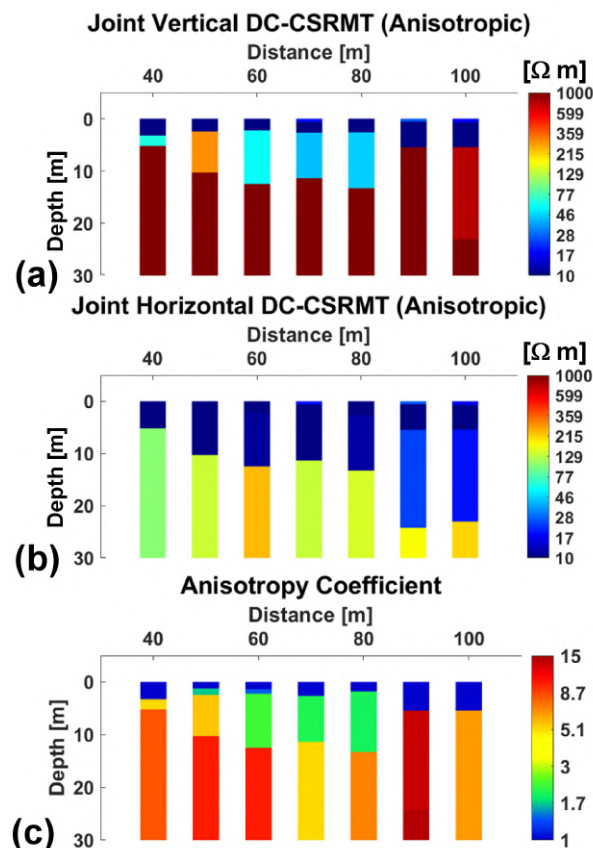 Joint Vertical DC-CSRMT (Anisotropic)
Distance [m]
40 60 80 100
[Ω m]
Depth [m]
0
10
20
30
1000
599
359
215
129
77
46
28
17
10
(a)
Joint Horizontal DC-CSRMT (Anisotropic)
Distance [m]
40 60 80 100
[Ω m]
Depth [m]
0
10
20
30
1000
599
359
215
129
77
46
28
17
10
(b)
Anisotropy Coefficient
Distance [m]
40 60 80 100
Depth [m]
0
10
20
30
15
8.7
5.1
3
1.7
1
(c)